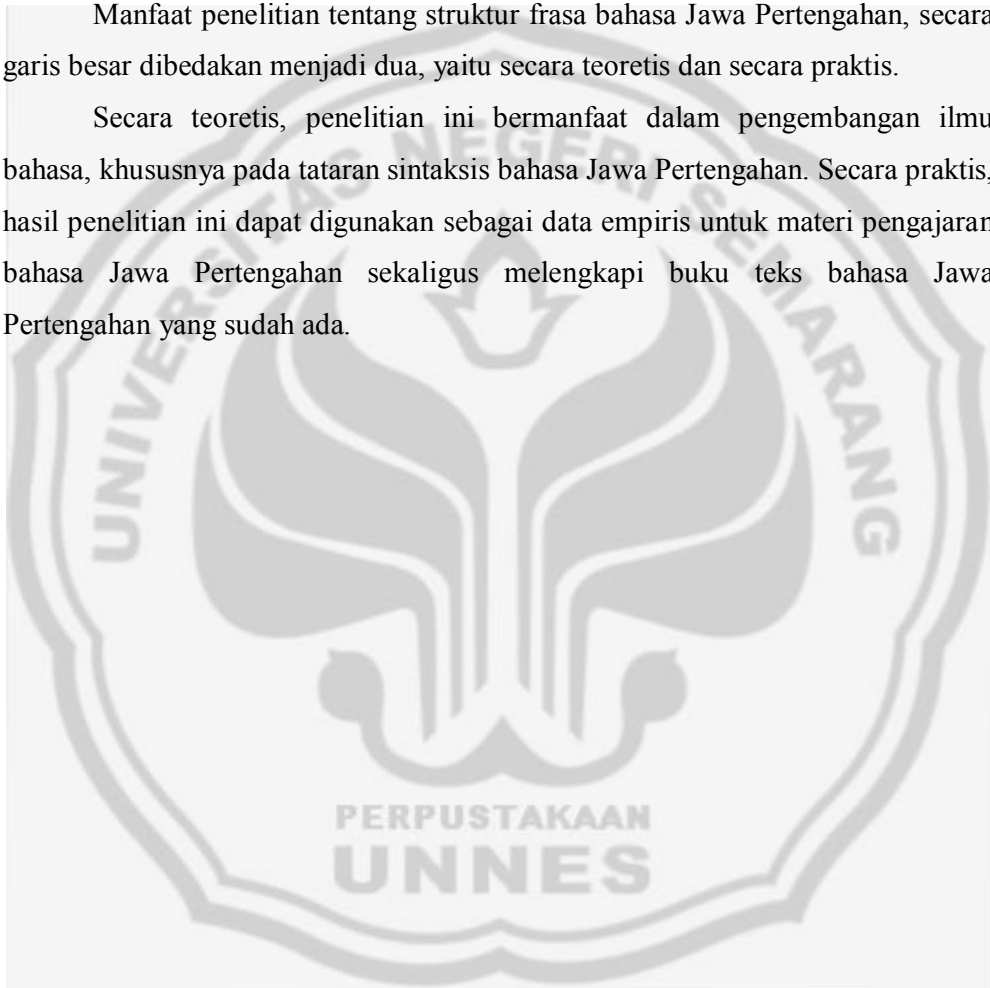 Manfaat penelitian tentang struktur frasa bahasa Jawa Pertengahan, secara
garis besar dibedakan menjadi dua, yaitu secara teoretis dan secara praktis.
Secara teoretis, penelitian ini bermanfaat dalam pengembangan ilmu
bahasa, khususnya pada tataran sintaksis bahasa Jawa Pertengahan. Secara praktis,
hasil penelitian ini dapat digunakan sebagai data empiris untuk materi pengajaran
bahasa Jawa Pertengahan sekaligus melengkapi buku teks bahasa Jawa
Pertengahan yang sudah ada.
UNIVERSITAS NEGERI SEMARANG
PERPUSTAKAAN
UNNES